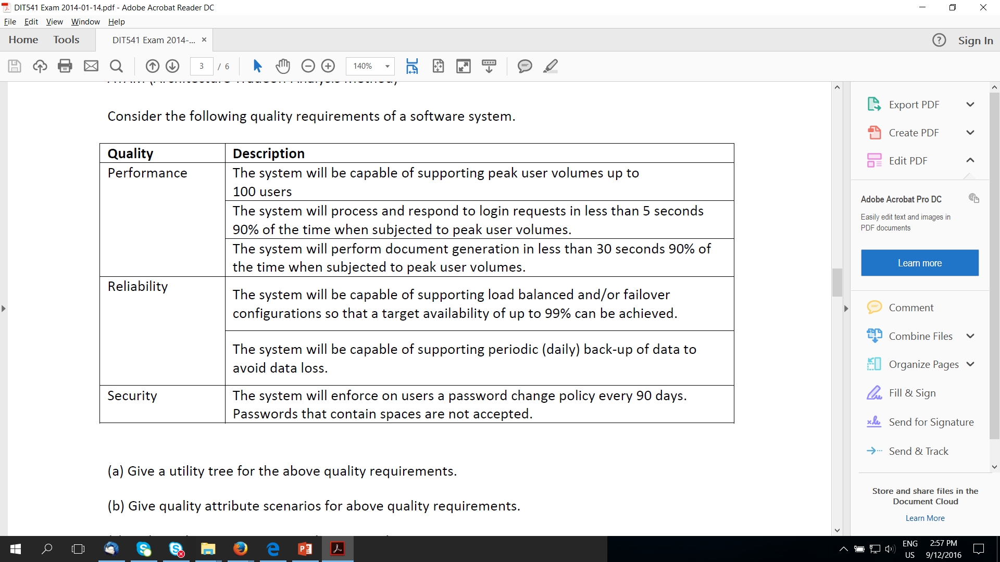 DIT541 Exam 2014-01-14.pdf - Adobe Acrobat Reader DC
File Edit View Window Help
Home Tools DIT541 Exam 2014-... × ? Sign In
3 / 6 140%
Consider the following quality requirements of a software system.
Quality Description
Performance The system will be capable of supporting peak user volumes up to
100 users
The system will process and respond to login requests in less than 5 seconds
90% of the time when subjected to peak user volumes.
The system will perform document generation in less than 30 seconds 90% of
the time when subjected to peak user volumes.
Reliability
The system will be capable of supporting load balanced and/or failover
configurations so that a target availability of up to 99% can be achieved.
The system will be capable of supporting periodic (daily) back-up of data to
avoid data loss.
Security The system will enforce on users a password change policy every 90 days.
Passwords that contain spaces are not accepted.
(a) Give a utility tree for the above quality requirements.
(b) Give quality attribute scenarios for above quality requirements.
Export PDF
Create PDF
Edit PDF
Adobe Acrobat Pro DC
Easily edit text and images in
PDF documents
Learn more
Comment
Combine Files
Organize Pages
Fill & Sign
Send for Signature
Send & Track
Store and share files in the
Document Cloud
Learn More
ENG
US
2:57 PM
9/12/2016